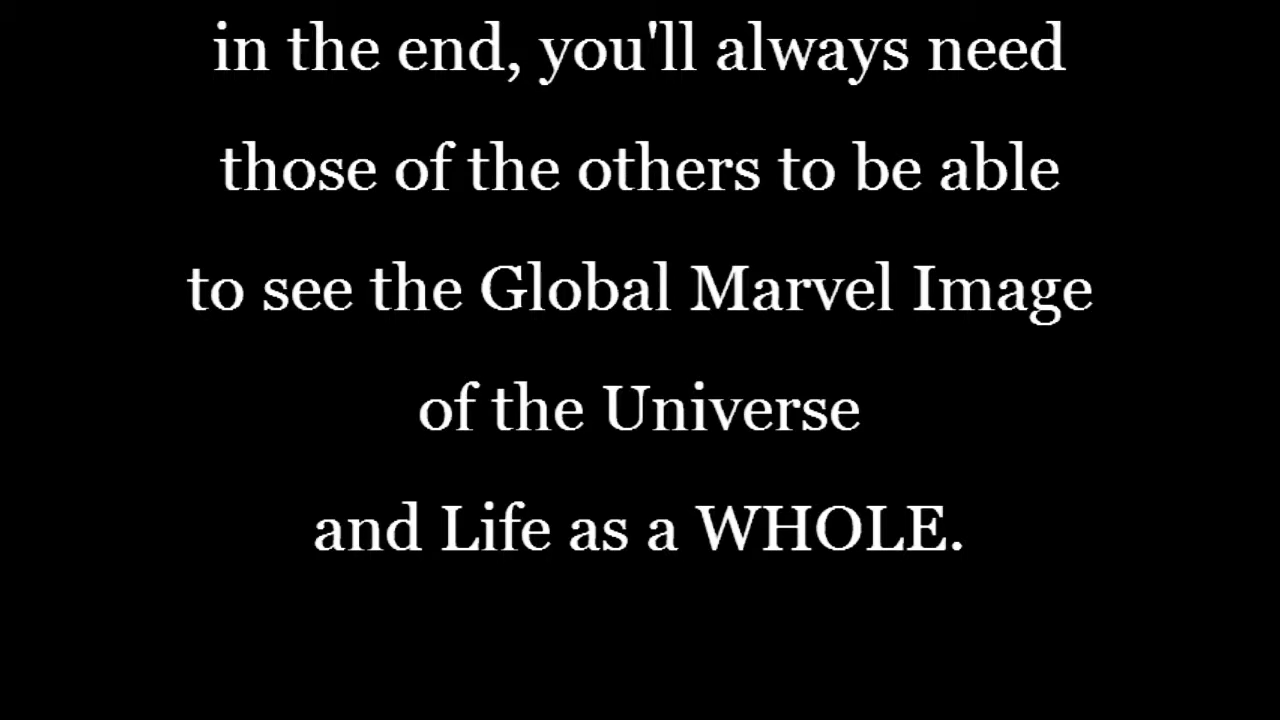 in the end, you'll always need
those of the others to be able
to see the Global Marvel Image
of the Universe
and Life as a WHOLE.